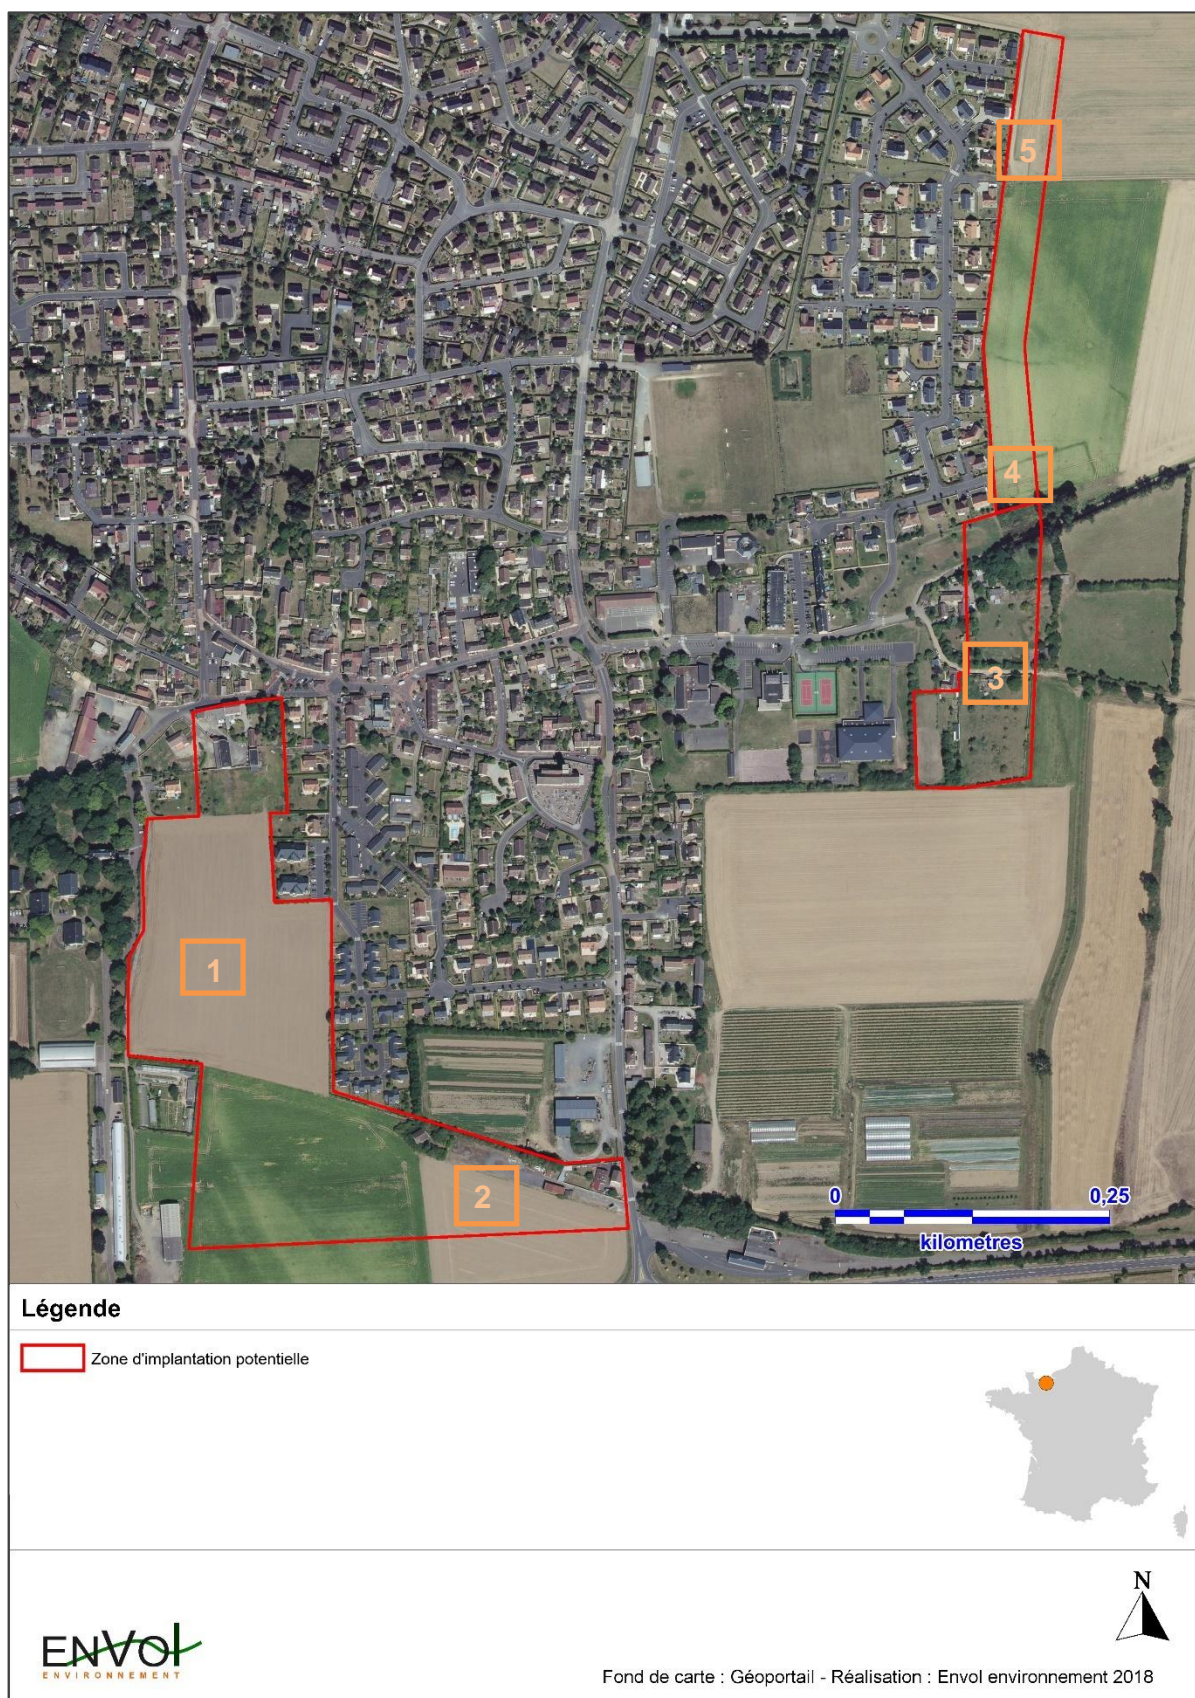 5
4
3
1
2
0 0,25
kilometres
Légende
Zone d'implantation potentielle
N
ENVOl
ENVIRONNEMENT
Fond de carte : Géoportail - Réalisation : Envol environnement 2018